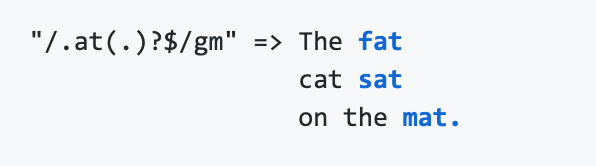 "/.at(.)?$/gm" => The fat
cat sat
on the mat.